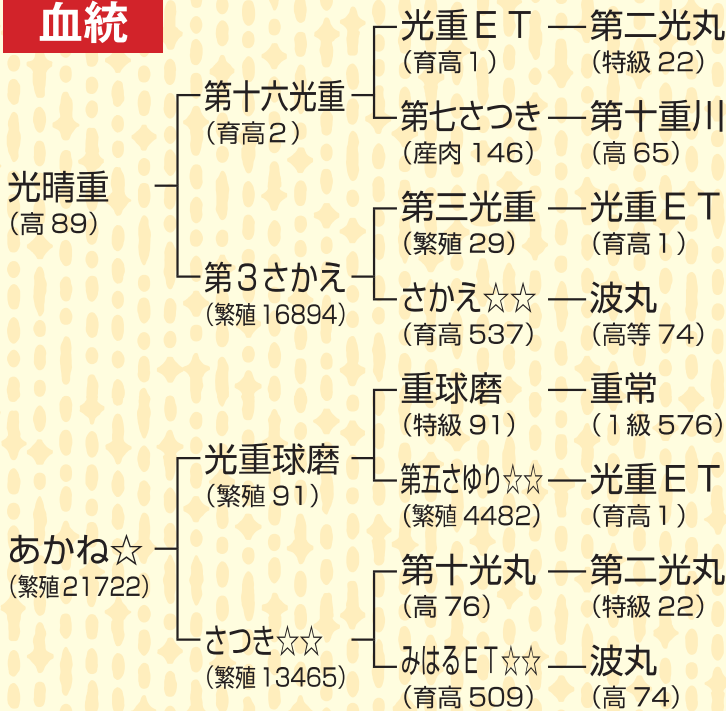 血統
光晴重
(高 89)
第十六光重
(育高2)
光重ＥＴ
(育高1)
第二光丸
(特級 22)
第七さつき
(産肉 146)
第十重川
(高 65)
第3さかえ
(繁殖 16894)
第三光重
(繁殖 29)
光重ＥＴ
(育高1)
さかえ☆☆
(育高 537)
波丸
(高等 74)
あかね☆
(繁殖 21722)
光重球磨
(繁殖 91)
重球磨
(特級 91)
重常
(1級 576)
第五さゆり☆☆
(繁殖 4482)
光重ＥＴ
(育高1)
さつき☆☆
(繁殖 13465)
第十光丸
(高 76)
第二光丸
(特級 22)
みはるＥＴ☆☆
(育高 509)
波丸
(高 74)